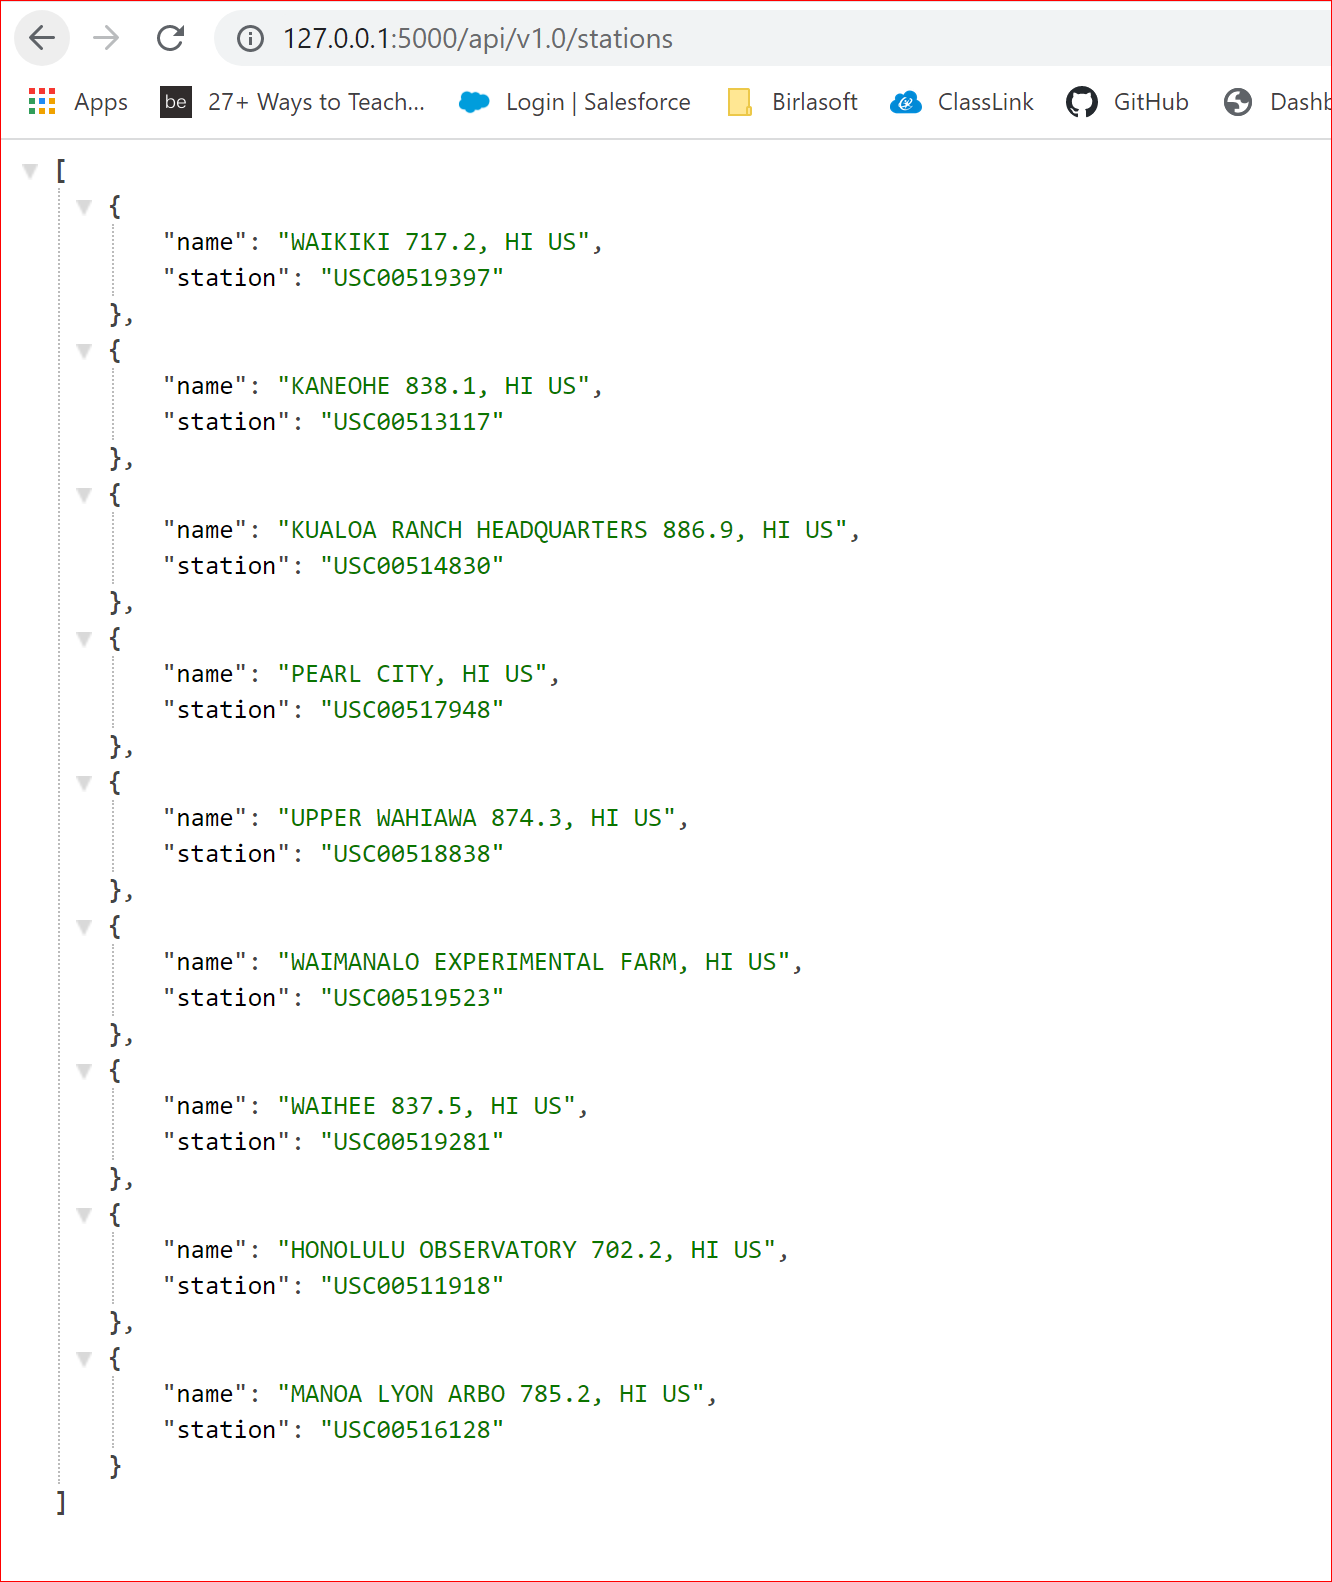 127.0.0.1:5000/api/v1.0/stations
Apps be 27+ Ways to Teach... Login | Salesforce Birlasoft ClassLink GitHub Dashb
[
{
"name": "WAIKIKI 717.2, HI US",
"station": "USC00519397"
},
{
"name": "KANEOHE 838.1, HI US",
"station": "USC00513117"
},
{
"name": "KUALOA RANCH HEADQUARTERS 886.9, HI US",
"station": "USC00514830"
},
{
"name": "PEARL CITY, HI US",
"station": "USC00517948"
},
{
"name": "UPPER WAHIAWA 874.3, HI US",
"station": "USC00518838"
},
{
"name": "WAIMANALO EXPERIMENTAL FARM, HI US",
"station": "USC00519523"
},
{
"name": "WAIHEE 837.5, HI US",
"station": "USC00519281"
},
{
"name": "HONOLULU OBSERVATORY 702.2, HI US",
"station": "USC00511918"
},
{
"name": "MANOA LYON ARBO 785.2, HI US",
"station": "USC00516128"
}
]